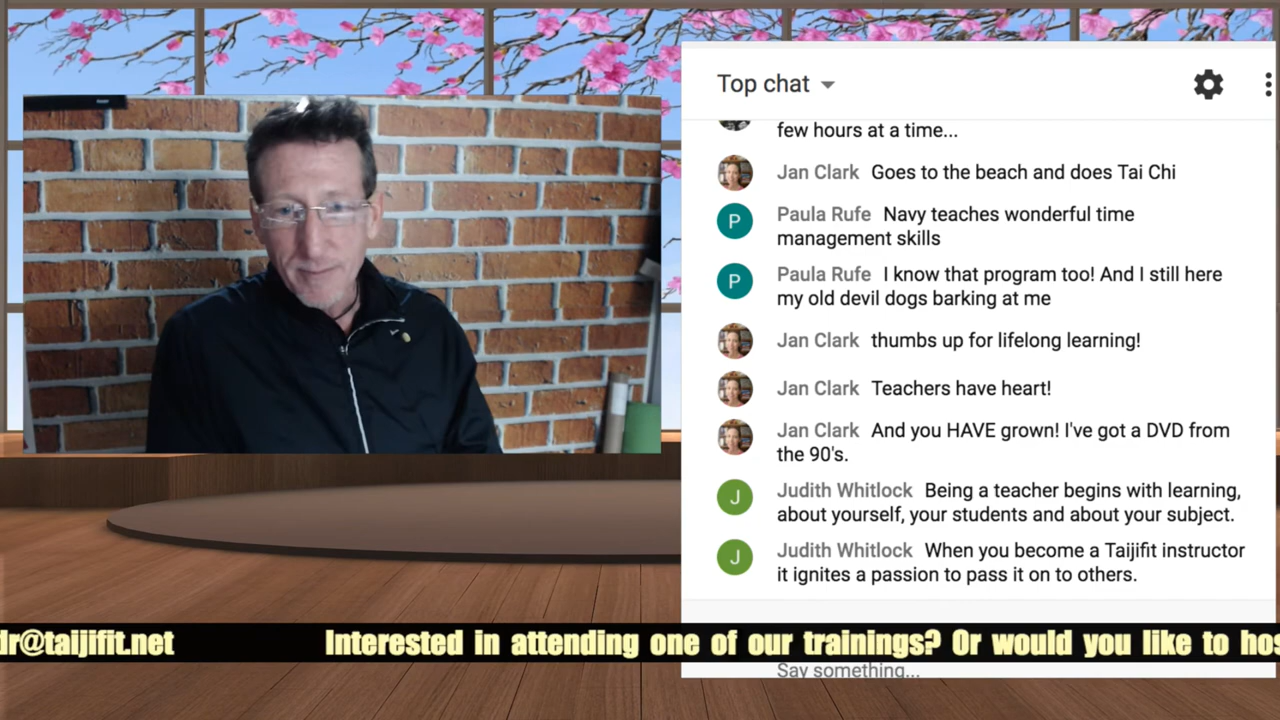 Top chat
few hours at a time...
Jan Clark Goes to the beach and does Tai Chi
Paula Rufe Navy teaches wonderful time
management skills
P
Paula Rufe I know that program too! And I still here
my old devil dogs barking at me
P
Jan Clark thumbs up for lifelong learning!
Jan Clark Teachers have heart!
And you HAVE grown! I've got a DVD from
Jan Clark
the 90's.
Judith Whitlock Being a teacher begins with learning,
about yourself, your students and about your subject.
J
Judith Whitlock When you become a Taijifit instructor
it ignites a passion to pass it on to others.
J
dr@taijifit.net Interested in attending one of our trainings? Or would you like to hos
Say something...